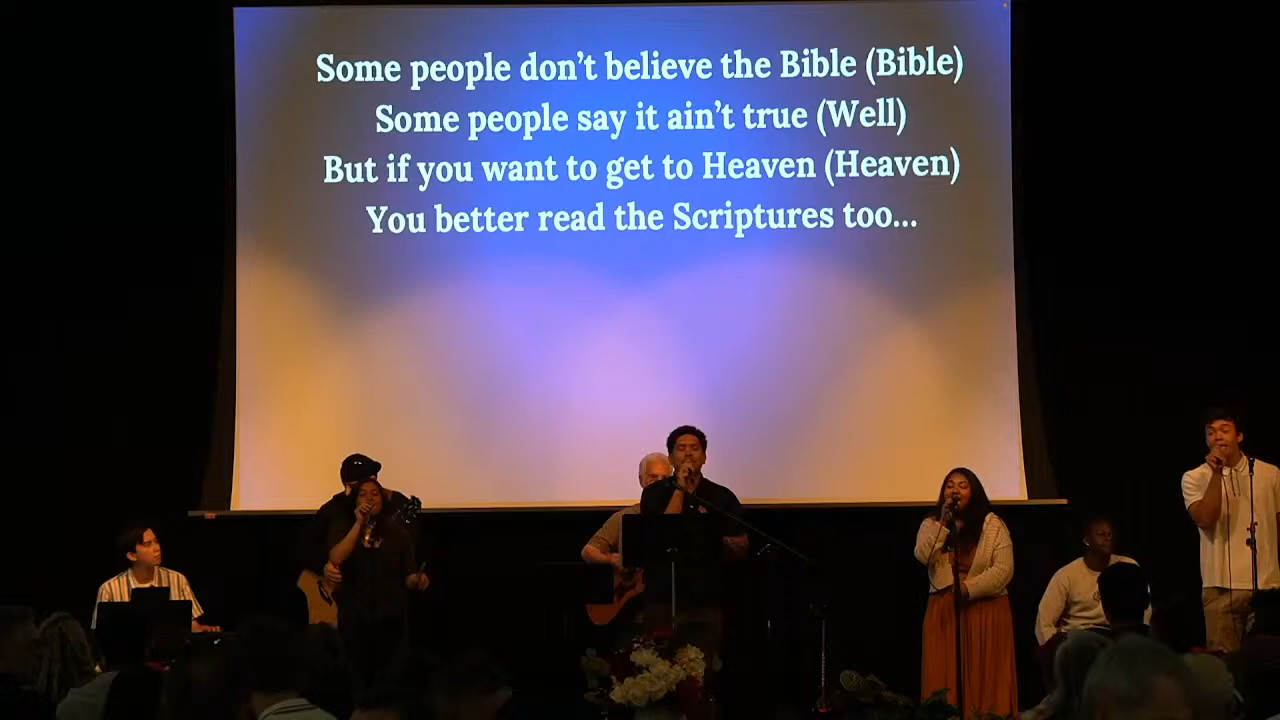 Some people don't believe the Bible (Bible)
Some people say it ain't true (Well)
But if you want to get to Heaven (Heaven)
You better read the Scriptures too...